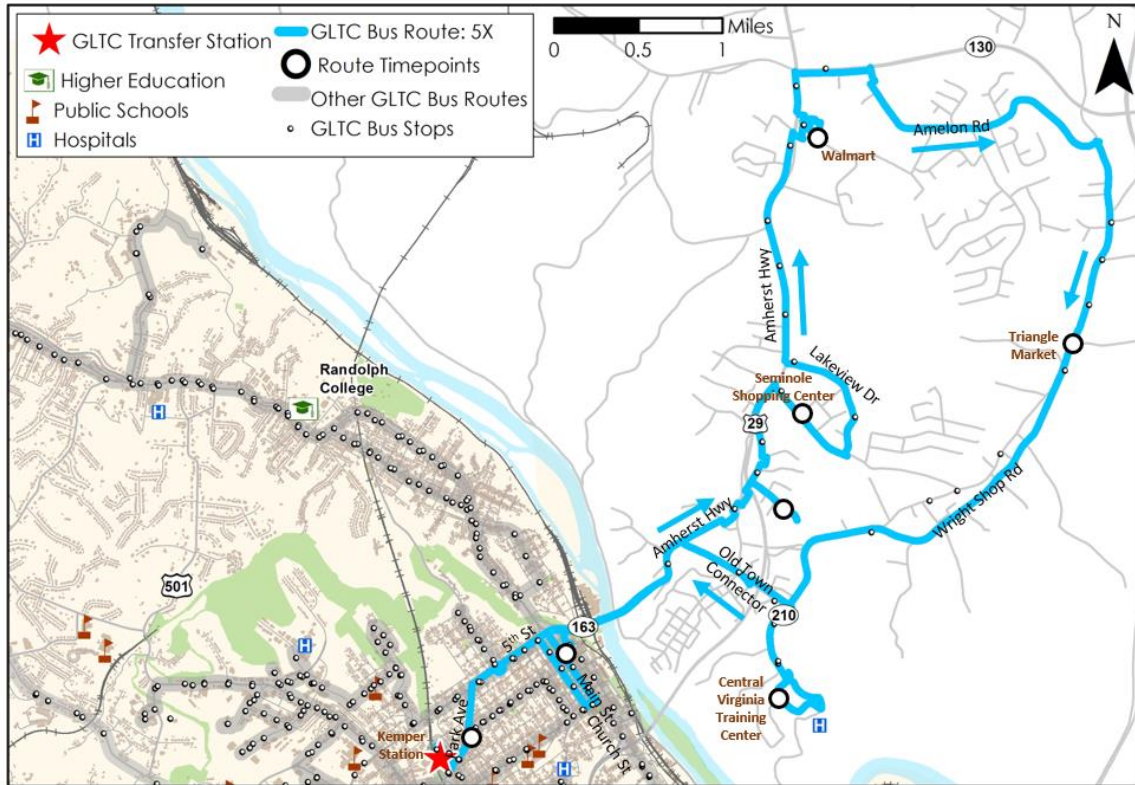 GLTC Transfer Station
Higher Education
Public Schools
H Hospitals
GLTC Bus Route: 5X
Route Timepoints
Other GLTC Bus Routes
GLTC Bus Stops
Miles
0 0.5 1
130
N
Amelon Rd
Walmart
Amherst Hwy
Triangle
Market
Lakeview Dr
Seminole
Shopping Center
29
Randolph
College
H
Wright Shop Rd
Amherst Hwy
Old Town
Connector
210
501
163
5th St
H
Main St
Church St
Park Ave
Kemper
Station
Central
Virginia
Training
Center
H
H